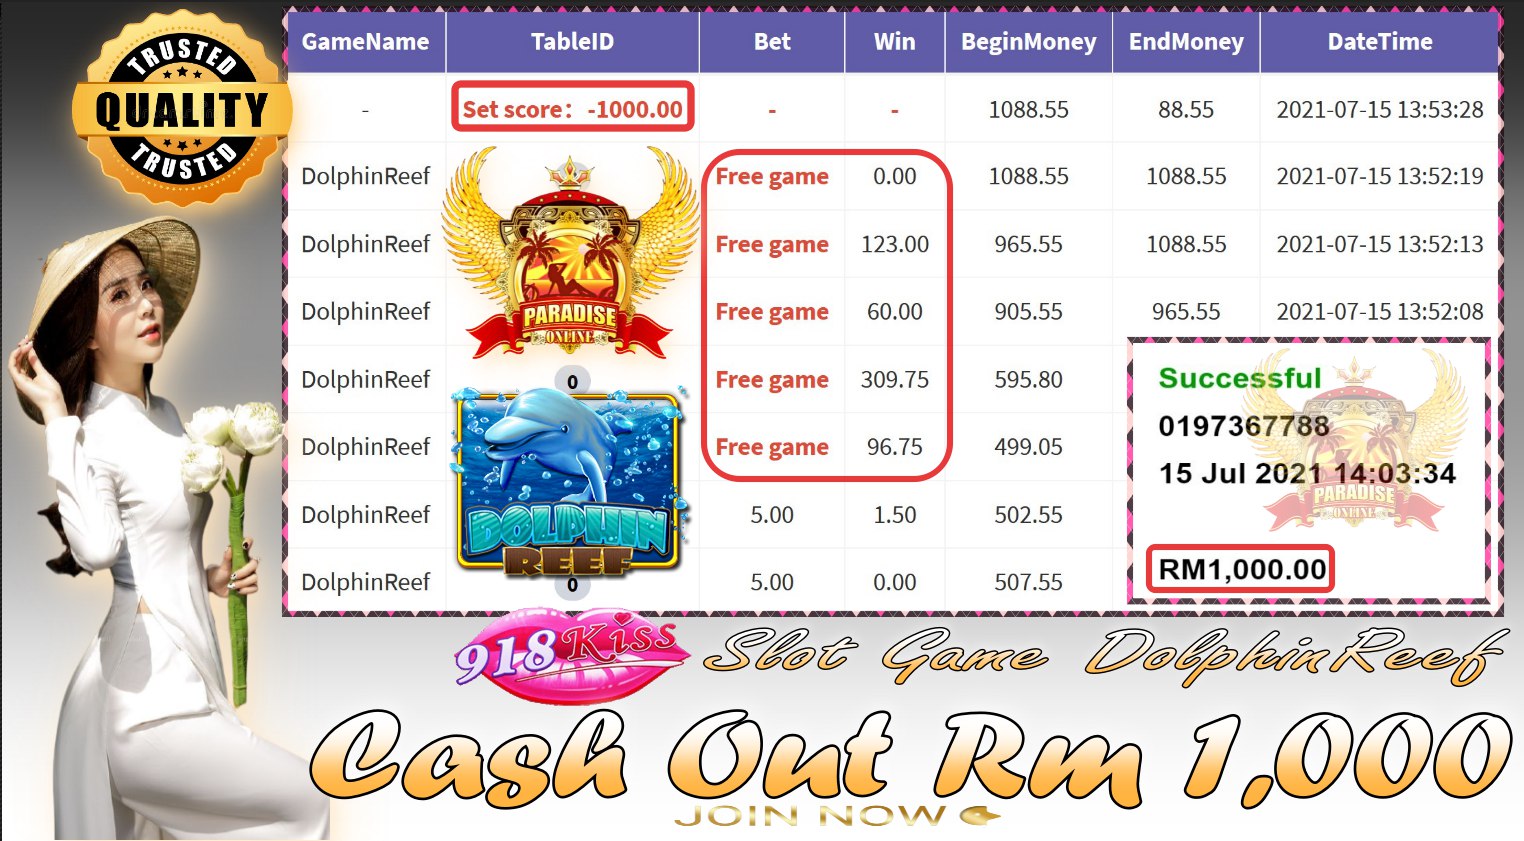 TRUSTED
QUALITY
TRUSTED
GameName TableID Bet Win BeginMoney EndMoney DateTime
- Set score: -1000.00 - - 1088.55 88.55 2021-07-15 13:53:28
DolphinReef Free game 0.00 1088.55 1088.55 2021-07-15 13:52:19
DolphinReef Free game 123.00 965.55 1088.55 2021-07-15 13:52:13
DolphinReef Free game 60.00 905.55 965.55 2021-07-15 13:52:08
PARADISE
ONLINE
DolphinReef 0 Free game 309.75 595.80
DolphinReef Free game 96.75 499.05
DolphinReef 5.00 1.50 502.55
DolphinReef 0 5.00 0.00 507.55
DOLPHIN
REEF
Successful
0197367788
15 Jul 2021 14:03:34
PARADISE
ONLINE
RM1,000.00
918Kiss Slot Game DolphinReef
Cash Out Rm 1,000
JOIN NOW